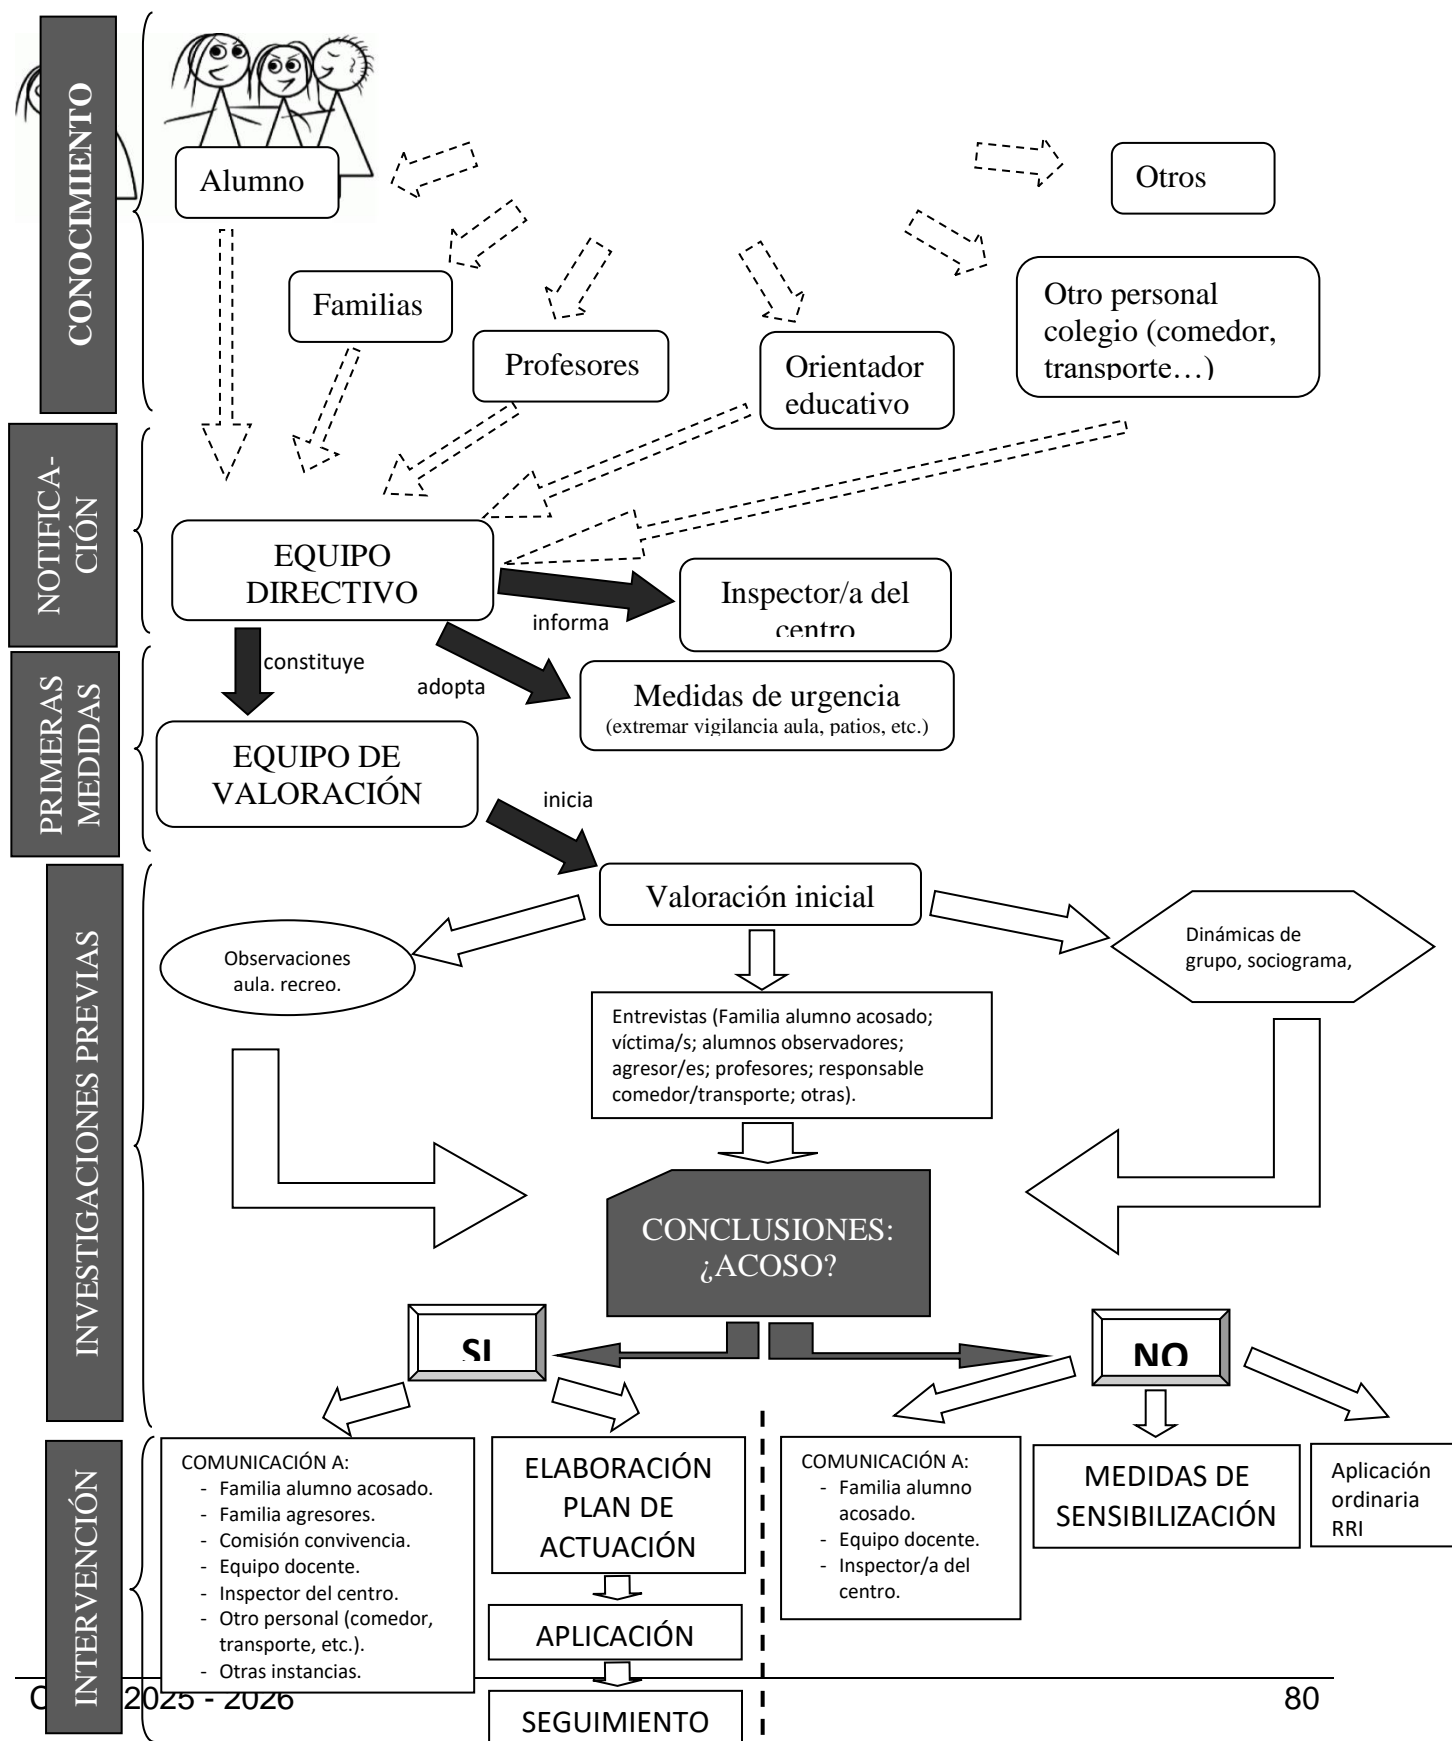 CONOCIMIENTO
Alumno
Otros
Familias
Profesores
Orientador
educativo
Otro personal
colegio (comedor,
transporte…)
NOTIFICA-
CIÓN
EQUIPO
DIRECTIVO
informa
Inspector/a del
centro
constituye
adopta
Medidas de urgencia
(extremar vigilancia aula, patios, etc.)
PRIMERAS
MEDIDAS
EQUIPO DE
VALORACIÓN
inicia
INVESTIGACIONES PREVIAS
Valoración inicial
Observaciones
aula. recreo.
Dinámicas de
grupo, sociograma,
Entrevistas (Familia alumno acosado;
víctima/s; alumnos observadores;
agresor/es; profesores; responsable
comedor/transporte; otras).
CONCLUSIONES:
¿ACOSO?
SI
NO
INTERVENCIÓN
COMUNICACIÓN A:
- Familia alumno acosado.
- Familia agresores.
- Comisión convivencia.
- Equipo docente.
- Inspector del centro.
- Otro personal (comedor,
transporte, etc.).
- Otras instancias.
ELABORACIÓN
PLAN DE
ACTUACIÓN
APLICACIÓN
SEGUIMIENTO
COMUNICACIÓN A:
- Familia alumno
acosado.
- Equipo docente.
- Inspector/a del
centro.
MEDIDAS DE
SENSIBILIZACIÓN
Aplicación
ordinaria
RRI
2025 - 2026
80